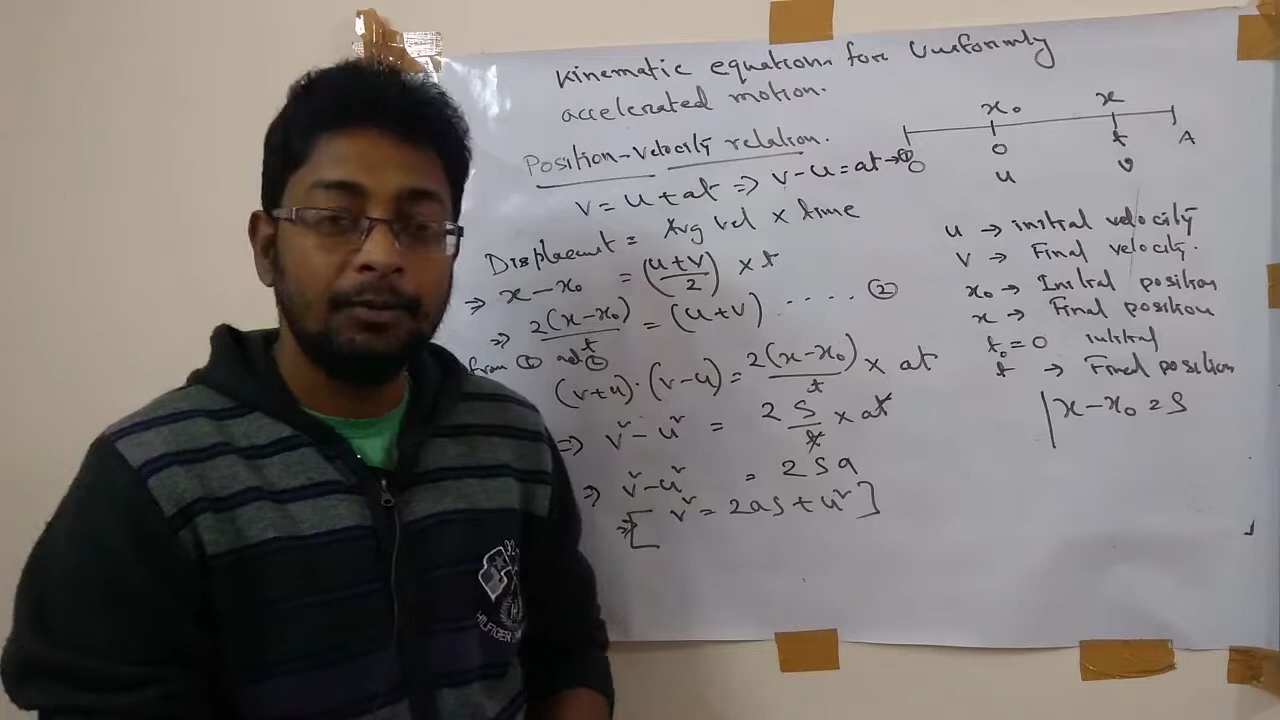 Kinematic equations for Uniformly
accelerated motion.
Position-Velocity relation.
v = u + at ⇒ v-u = at → ①
Displacement = Avg vel × time
⇒ x - x₀ = (u+v/2) × t
⇒ 2(x-x₀)/t = (u+v) ..... ②
from ① and ②
(v+u).(v-u) = 2(x-x₀)/t × at
⇒ v² - u² = 2 S/t × at
⇒ v² - u² = 2Sa
⇒ [v² = 2as + u²]
x₀ x
O O t A
u v
u → initial velocity
v → Final velocity.
x₀ → Initial position
x → Final position
t₀ = 0 initial
t → Final position
x - x₀ = S
HILFIGER